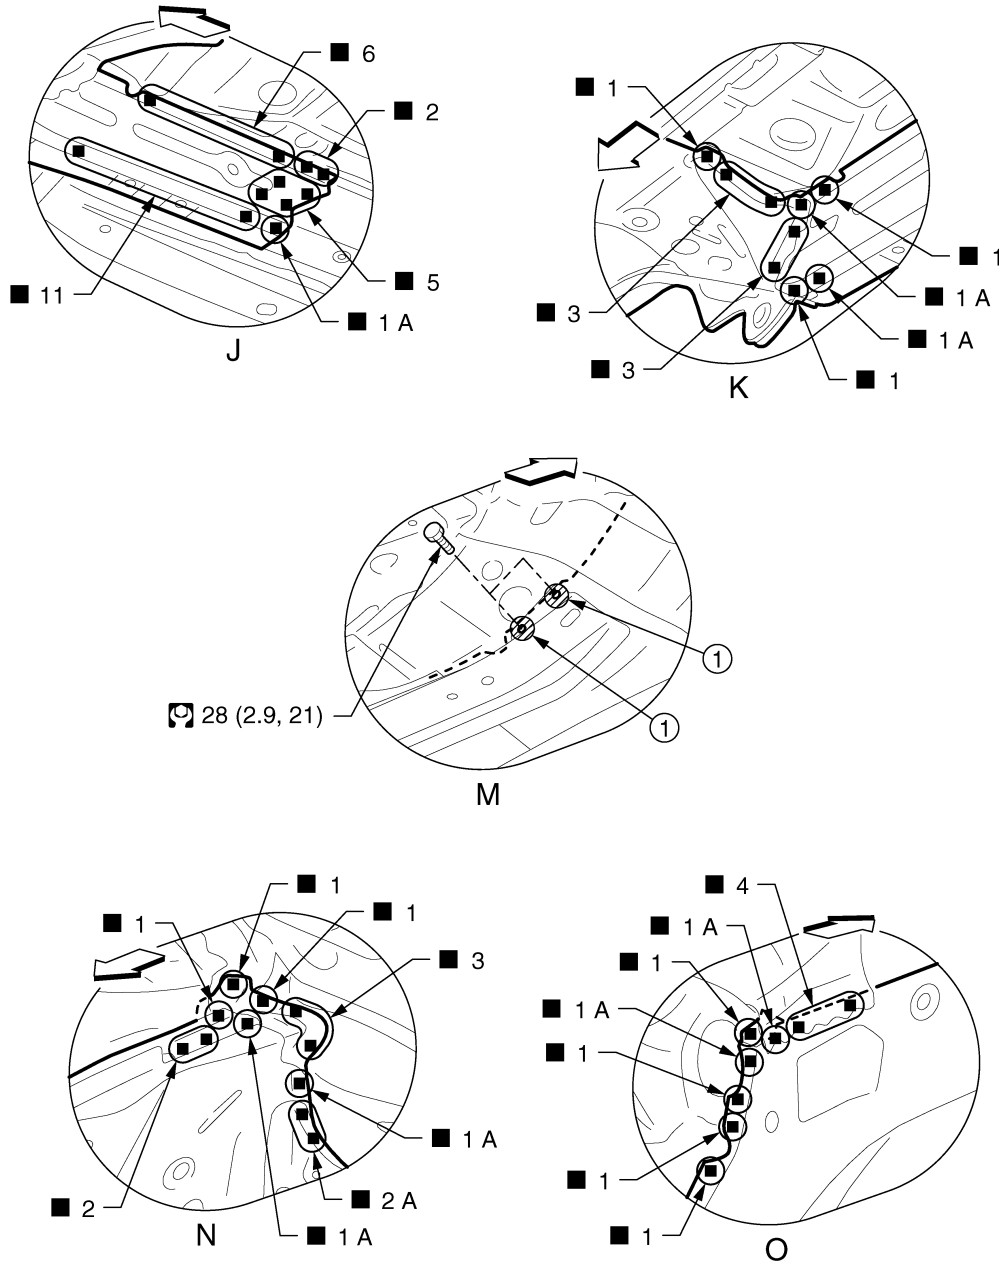 ■ 6
■ 2
■ 5
■ 11
■ 1 A
J
■ 1
■ 1
■ 1 A
■ 3
■ 1 A
■ 3
■ 1
K
1
28 (2.9, 21)
1
M
■ 1
■ 1
■ 1
■ 3
■ 1 A
■ 2 A
■ 2
■ 1 A
N
■ 4
■ 1 A
■ 1
■ 1 A
■ 1
■ 1
■ 1
O